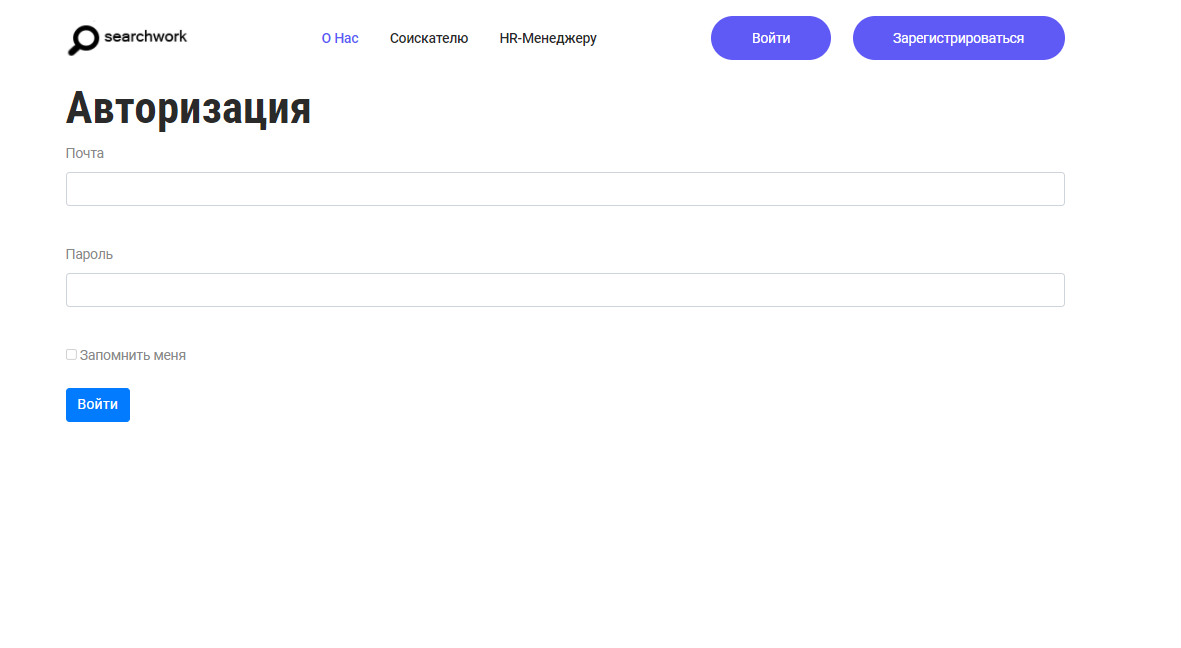 searchwork
О Нас
Соискателю
HR-Менеджеру
Войти
Зарегистрироваться
Авторизация
Почта
Пароль
Запомнить меня
Войти